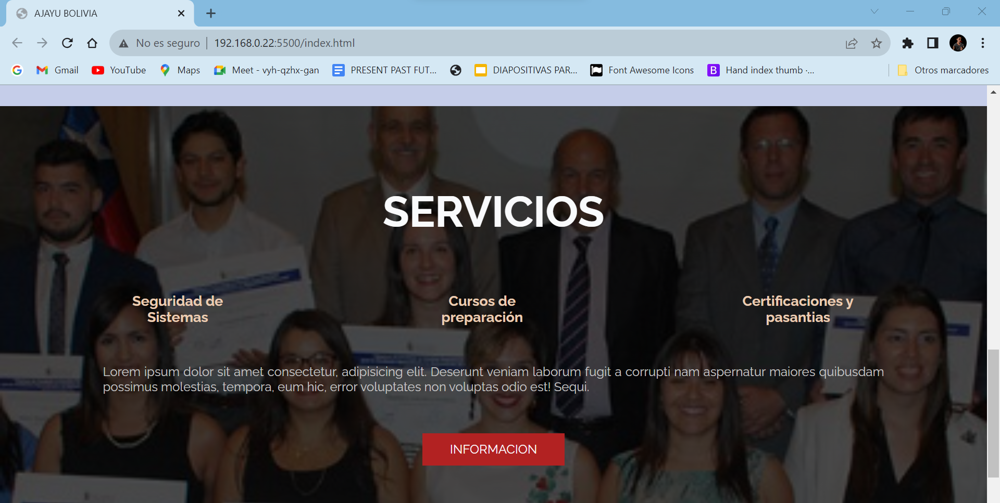 AJAYU BOLIVIA
No es seguro
192.168.0.22:5500/index.html
Gmail
YouTube
Maps
Meet - vyh-qzhx-gan
PRESENT PAST FUT...
DIAPOSITIVAS PAR...
Font Awesome Icons
Hand index thumb ·...
Otros marcadores
SERVICIOS
Seguridad de
Sistemas
Cursos de
preparación
Certificaciones y
pasantias
Lorem ipsum dolor sit amet consectetur, adipisicing elit. Deserunt veniam laborum fugit a corrupti nam aspernatur maiores quibusdam
possimus molestias, tempora, eum hic, error voluptates non voluptas odio est! Sequi.
INFORMACION